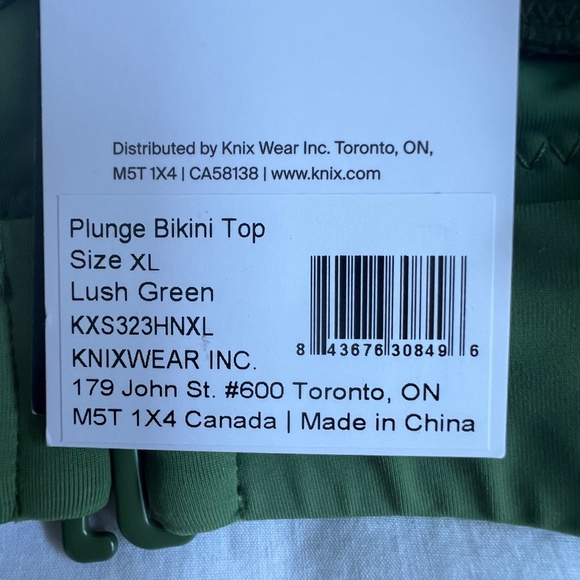 Distributed by Knix Wear Inc. Toronto, ON,
M5T 1X4 | CA58138 | www.knix.com
Plunge Bikini Top
Size XL
Lush Green
KXS323HNXL
KNIXWEAR INC.
179 John St. #600 Toronto, ON
M5T 1X4 Canada | Made in China
8 43676 30849 6